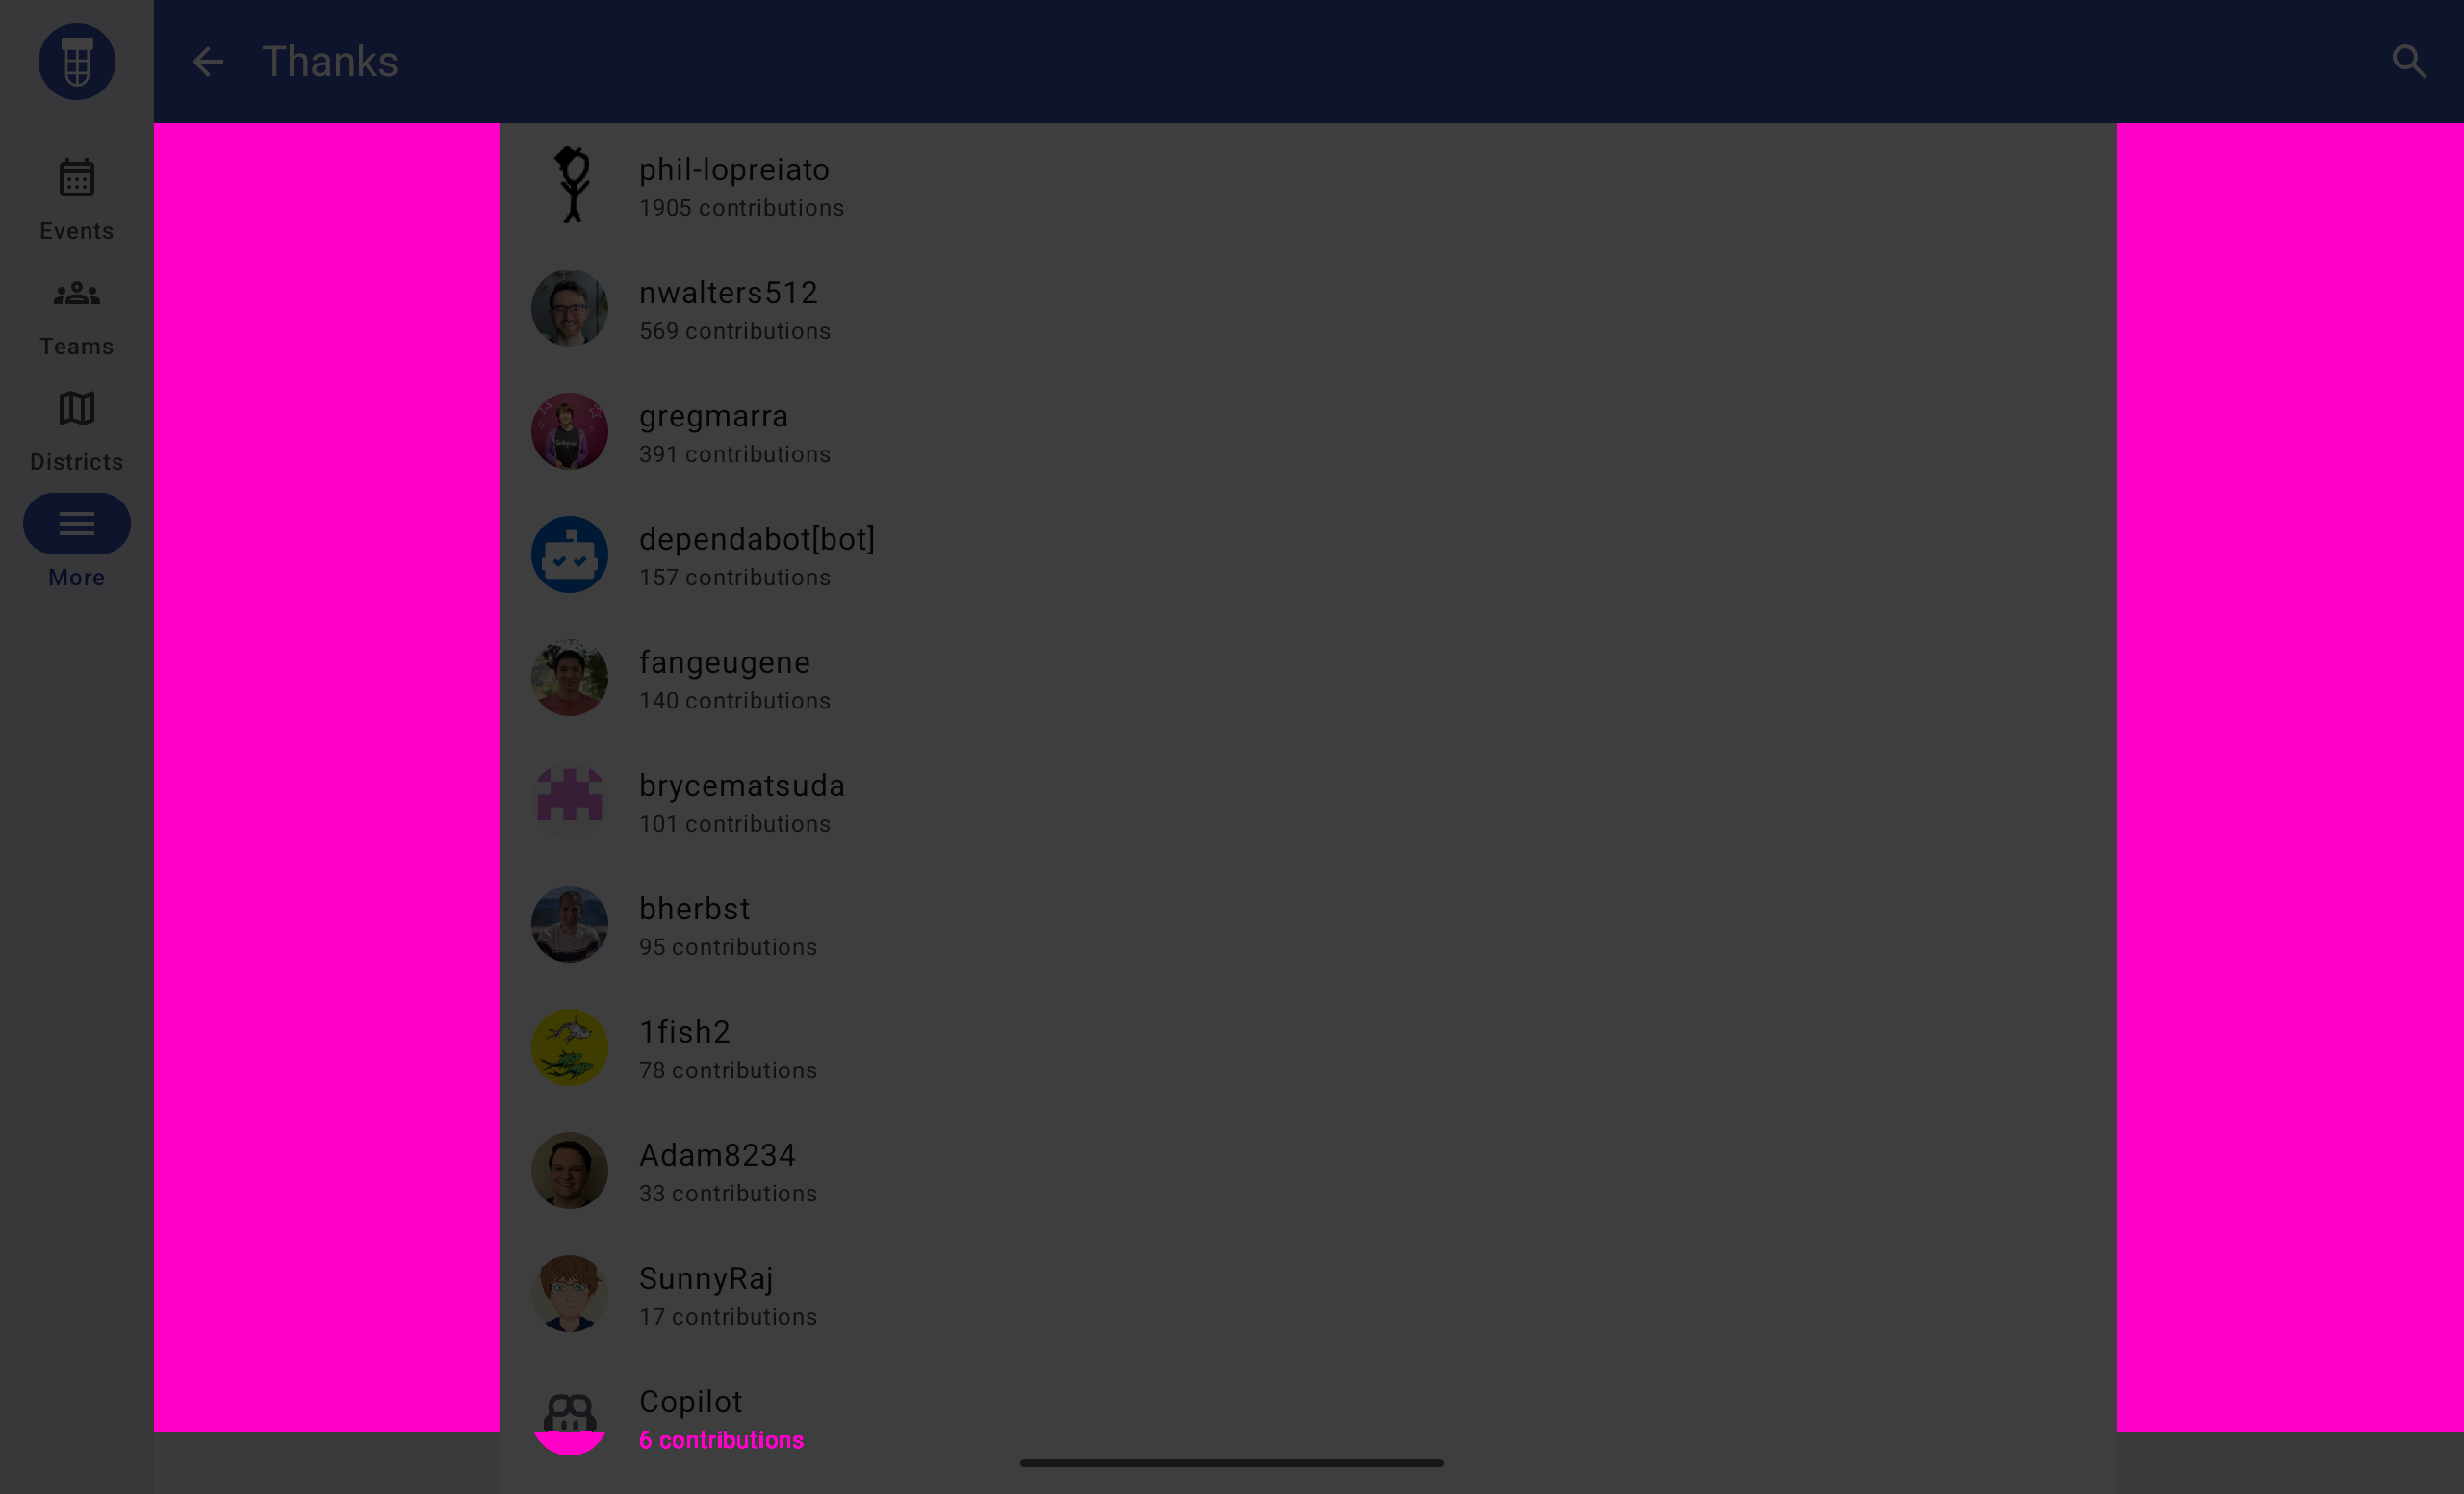 Thanks
Events
Teams
Districts
More
phil-lopreiato
1905 contributions
nwalters512
569 contributions
gregmarra
391 contributions
dependabot[bot]
157 contributions
fangeugene
140 contributions
brycematsuda
101 contributions
bherbst
95 contributions
1fish2
78 contributions
Adam8234
33 contributions
SunnyRaj
17 contributions
Copilot
6 contributions